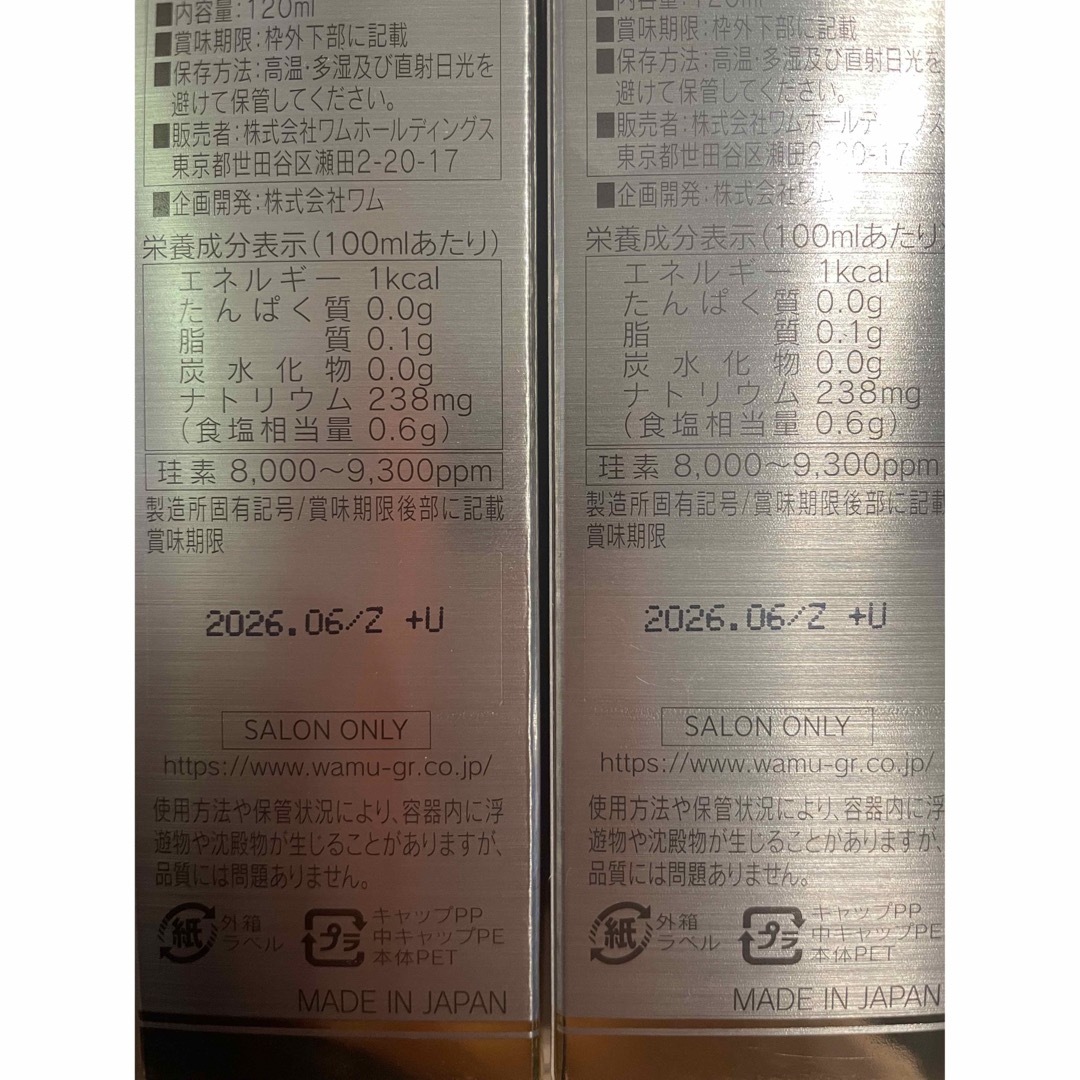 ■内容量:120ml
■賞味期限:枠外下部に記載
■保存方法:高温・多湿及び直射日光を
避けて保管してください。
■販売者:株式会社ワムホールディングス
東京都世田谷区瀬田2-20-17
■企画開発:株式会社ワム
栄養成分表示(100mlあたり)
エネルギー 1kcal
たんぱく質 0.0g
脂質 0.1g
炭水化物 0.0g
ナトリウム 238mg
(食塩相当量 0.6g)
珪素 8,000～9,300ppm
製造所固有記号/賞味期限後部に記載
賞味期限
2026.06/Z +U
SALON ONLY
https://www.wamu-gr.co.jp/
使用方法や保管状況により、容器内に浮
遊物や沈殿物が生じることがありますが、
品質には問題ありません。
紙 外箱
ラベル
プラ キャップPP
中キャップPE
本体PET
MADE IN JAPAN
■内容量:120ml
■賞味期限:枠外下部に記載
■保存方法:高温・多湿及び直射日光を
避けて保管してください。
■販売者:株式会社ワムホールディングス
東京都世田谷区瀬田2-20-17
■企画開発:株式会社ワム
栄養成分表示(100mlあたり)
エネルギー 1kcal
たんぱく質 0.0g
脂質 0.1g
炭水化物 0.0g
ナトリウム 238mg
(食塩相当量 0.6g)
珪素 8,000～9,300ppm
製造所固有記号/賞味期限後部に記載
賞味期限
2026.06/Z +U
SALON ONLY
https://www.wamu-gr.co.jp/
使用方法や保管状況により、容器内に浮
遊物や沈殿物が生じることがありますが、
品質には問題ありません。
紙 外箱
ラベル
プラ キャップPP
中キャップPE
本体PET
MADE IN JAPAN